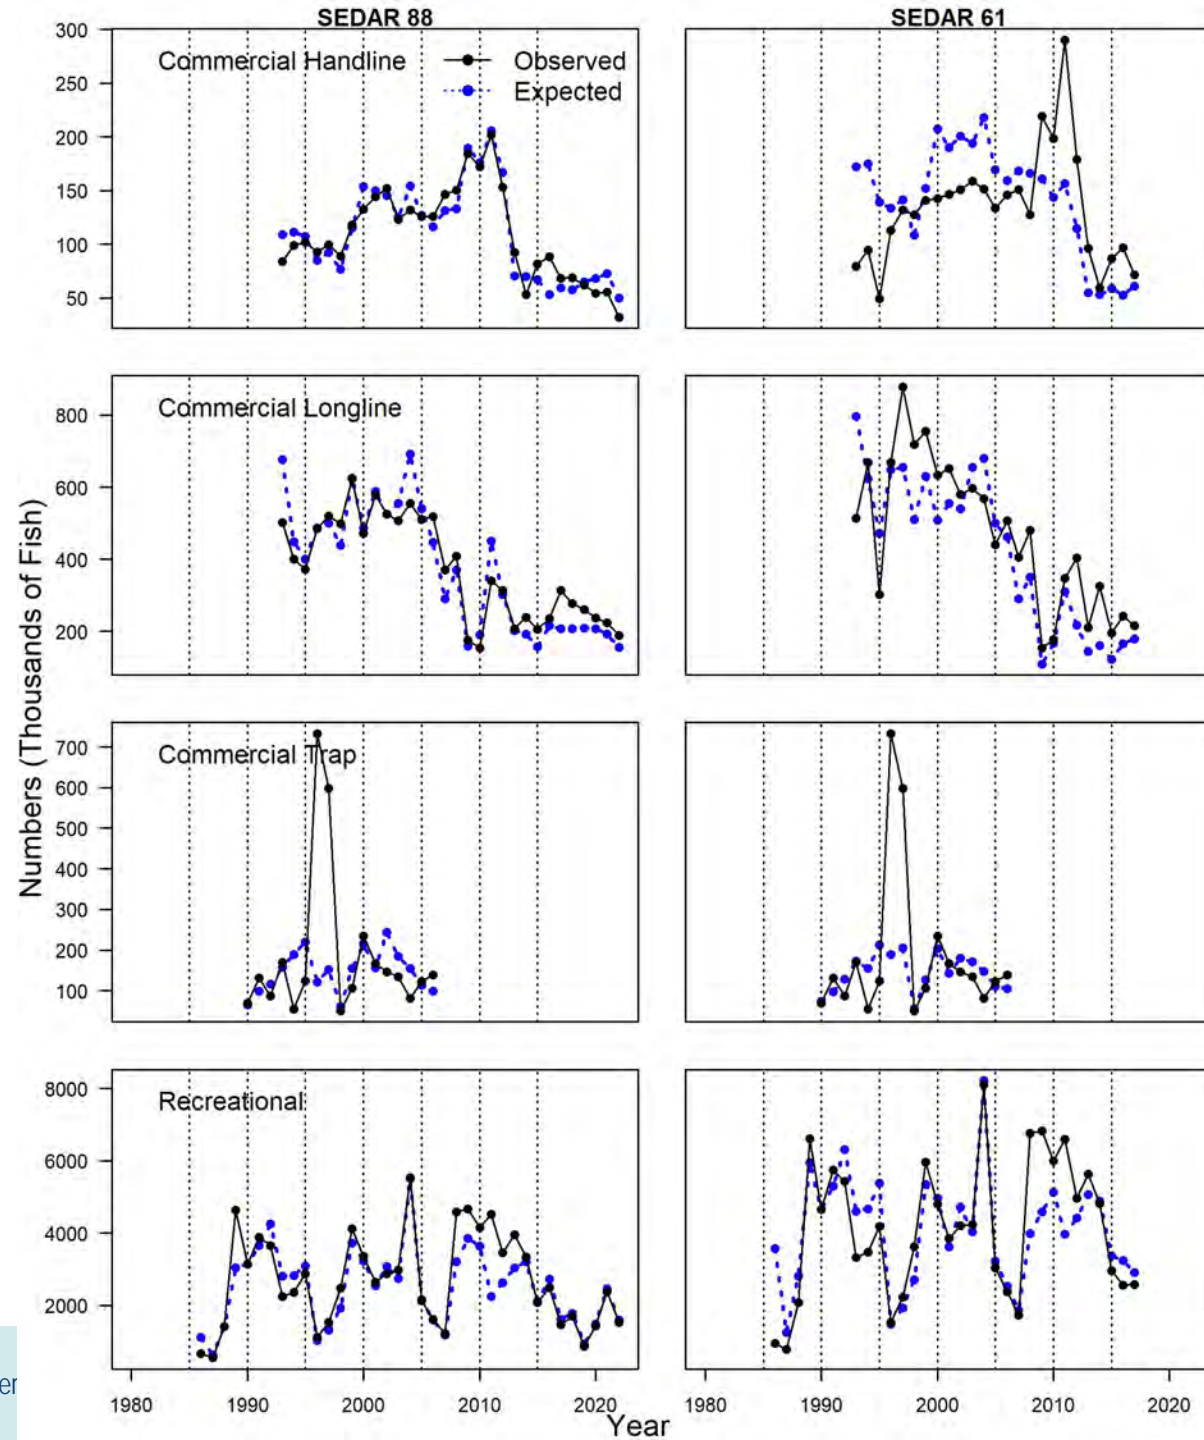 SEDAR 88
SEDAR 61
300
250
200
150
100
50
Commercial Handline
Observed
Expected
800
600
400
200
Commercial Longline
700
600
500
400
300
200
100
Commercial Trap
8000
6000
4000
2000
Recreational
Numbers (Thousands of Fish)
1980 1990 2000 2010 2020
1980 1990 2000 2010 2020
Year
er